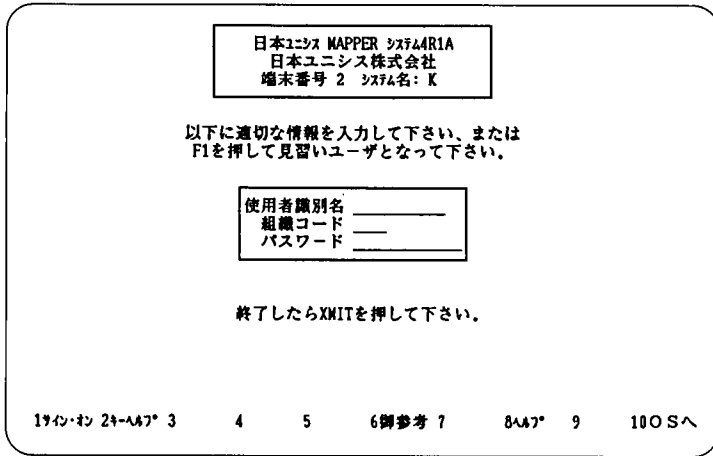 日本ﾕﾆｼｽ MAPPER ｼｽﾃﾑ4R1A
日本ユニシス株式会社
端末番号 2 ｼｽﾃﾑ名: K
以下に適切な情報を入力して下さい、または
F1を押して見習いユーザとなって下さい。
使用者識別名
組織コード
パスワード
終了したらXMITを押して下さい。
1ｻｲﾝ･ｵﾝ 2ｷｰﾍﾙﾌﾟ 3 4 5 6御参考 7 8ﾍﾙﾌﾟ 9 10ＯＳへ